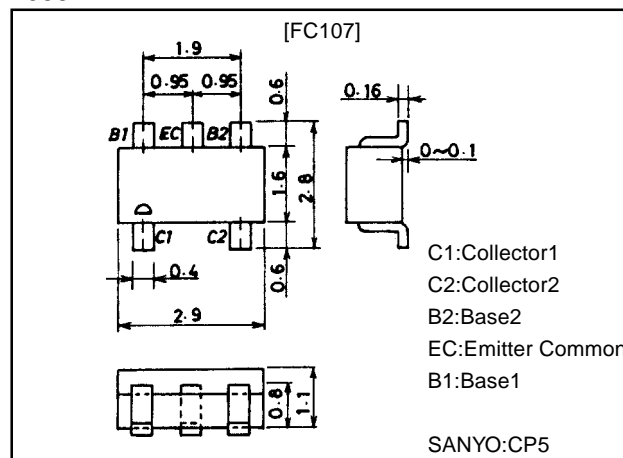 [FC107]
1.9
0.95 0.95
0.6
0.16
B1 EC B2
0~0.1
1.6
2.8
C1 C2
0.4
0.6
2.9
C1:Collector1
C2:Collector2
B2:Base2
EC:Emitter Common
B1:Base1
0.8
1.1
SANYO:CP5